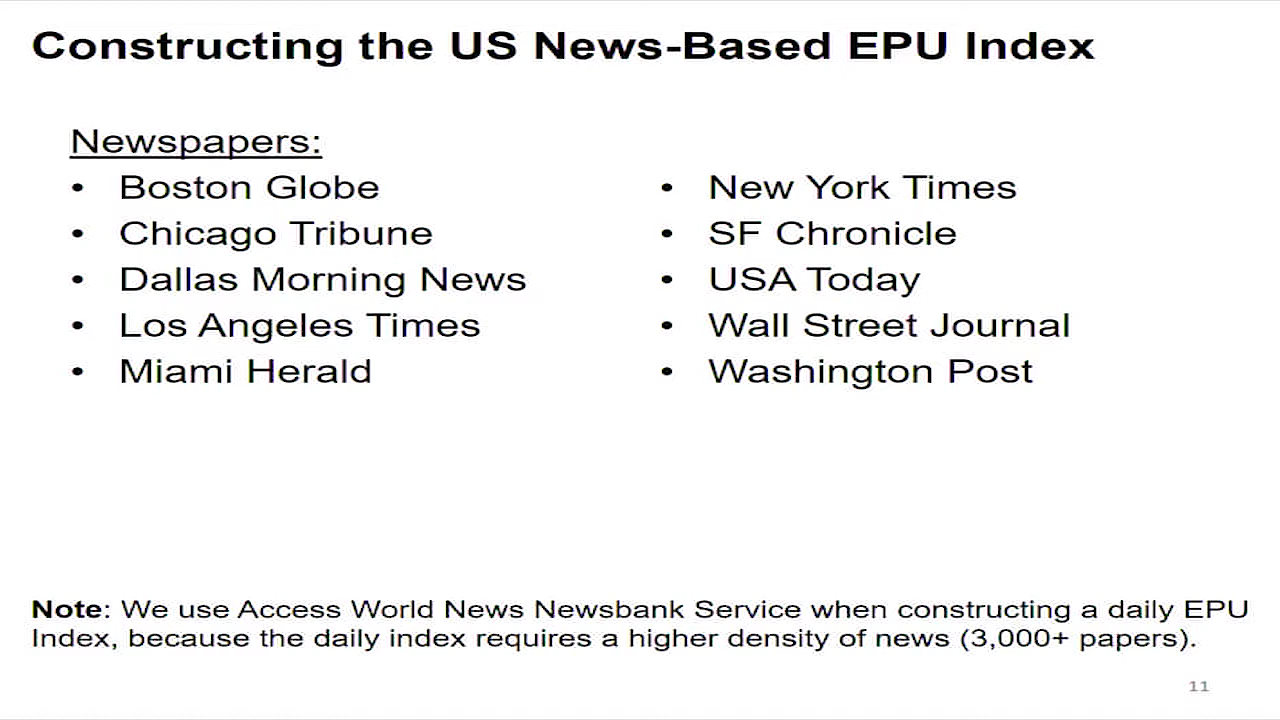 Constructing the US News-Based EPU Index
Newspapers:
• Boston Globe
• Chicago Tribune
• Dallas Morning News
• Los Angeles Times
• Miami Herald
• New York Times
• SF Chronicle
• USA Today
• Wall Street Journal
• Washington Post
Note: We use Access World News Newsbank Service when constructing a daily EPU
Index, because the daily index requires a higher density of news (3,000+ papers).
11